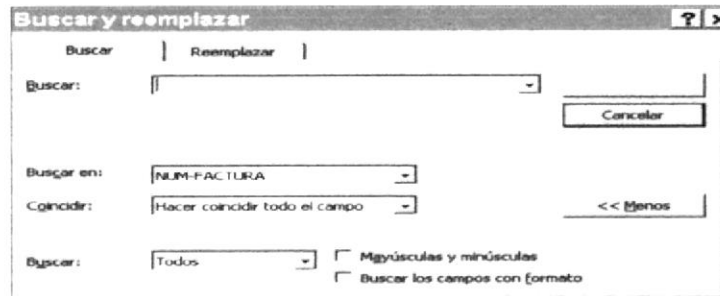 Buscar y reemplazar
Buscar Reemplazar
Buscar:
Cancelar
Buscar en: NUM-FACTURA
Coincidir: Hacer coincidir todo el campo << Menos
Buscar: Todos Mayúsculas y minúsculas
Buscar los campos con formato